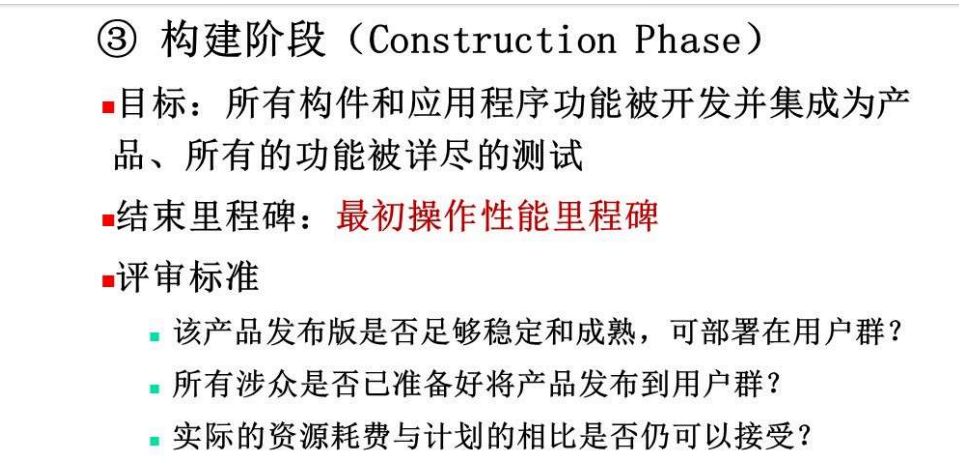 ③ 构建阶段（Construction Phase）
■目标：所有构件和应用程序功能被开发并集成为产
品、所有的功能被详尽的测试
■结束里程碑：最初操作性能里程碑
■评审标准
■ 该产品发布版是否足够稳定和成熟，可部署在用户群？
■ 所有涉众是否已准备好将产品发布到用户群？
■ 实际的资源耗费与计划的相比是否仍可以接受？